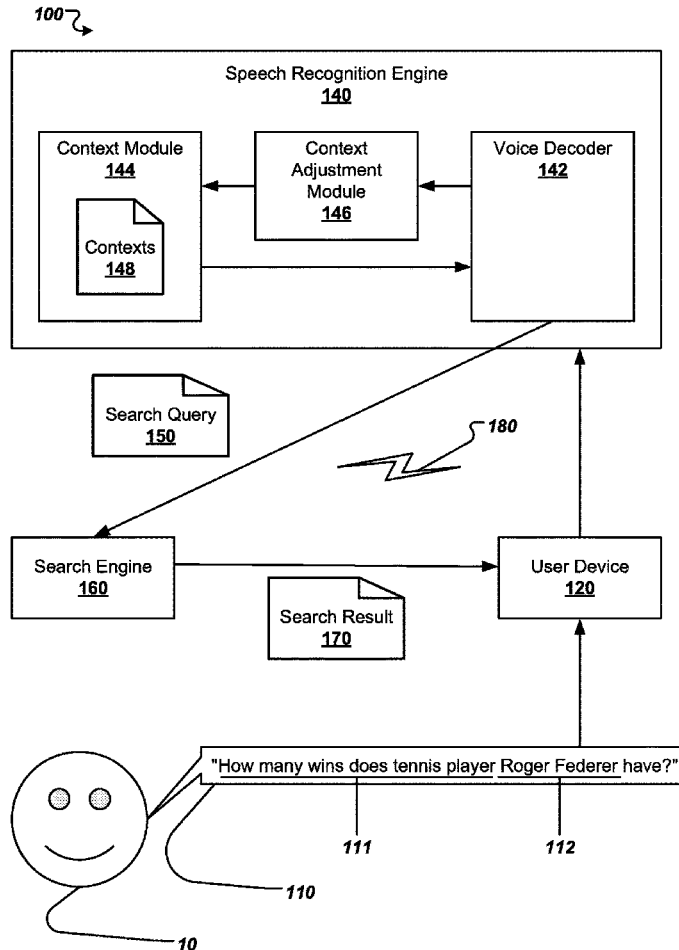 100
Speech Recognition Engine
140
Context Module
144
Contexts
148
Context
Adjustment
Module
146
Voice Decoder
142
Search Query
150
180
Search Engine
160
Search Result
170
User Device
120
"How many wins does tennis player Roger Federer have?"
111
112
110
10